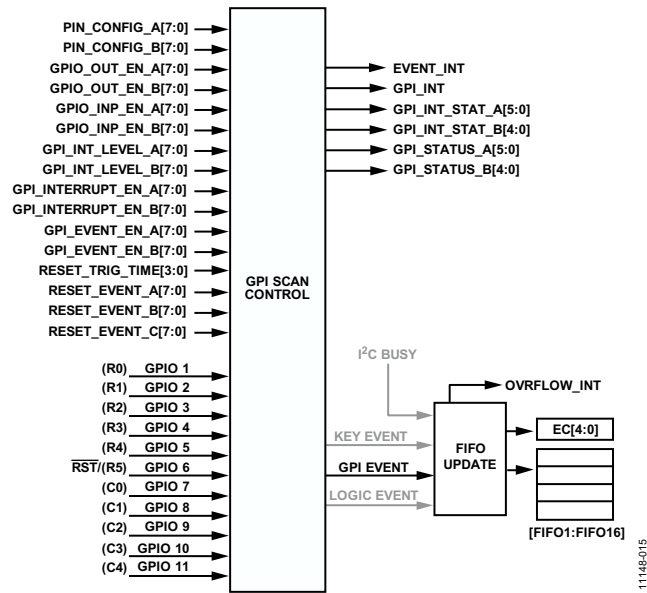 PIN_CONFIG_A[7:0]
PIN_CONFIG_B[7:0]
GPIO_OUT_EN_A[7:0]
GPIO_OUT_EN_B[7:0]
GPIO_INP_EN_A[7:0]
GPIO_INP_EN_B[7:0]
GPI_INT_LEVEL_A[7:0]
GPI_INT_LEVEL_B[7:0]
GPI_INTERRUPT_EN_A[7:0]
GPI_INTERRUPT_EN_B[7:0]
GPI_EVENT_EN_A[7:0]
GPI_EVENT_EN_B[7:0]
RESET_TRIG_TIME[3:0]
RESET_EVENT_A[7:0]
RESET_EVENT_B[7:0]
RESET_EVENT_C[7:0]
(R0) GPIO 1
(R1) GPIO 2
(R2) GPIO 3
(R3) GPIO 4
(R4) GPIO 5
RST/(R5) GPIO 6
(C0) GPIO 7
(C1) GPIO 8
(C2) GPIO 9
(C3) GPIO 10
(C4) GPIO 11
GPI SCAN
CONTROL
EVENT_INT
GPI_INT
GPI_INT_STAT_A[5:0]
GPI_INT_STAT_B[4:0]
GPI_STATUS_A[5:0]
GPI_STATUS_B[4:0]
I²C BUSY
KEY EVENT
GPI EVENT
LOGIC EVENT
FIFO
UPDATE
OVRFLOW_INT
EC[4:0]
[FIFO1:FIFO16]
11148-015